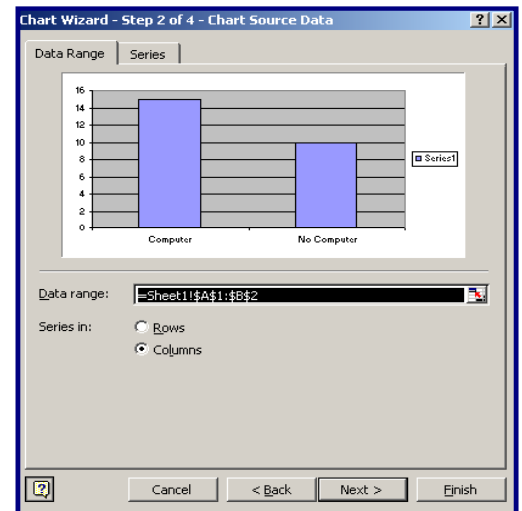 Chart Wizard - Step 2 of 4 - Chart Source Data
Data Range Series
16
14
12
10
8
6
4
2
0
Series1
Computer No Computer
Data range: =Sheet1!$A$1:$B$2
Series in: Rows
Columns
Cancel < Back Next > Finish